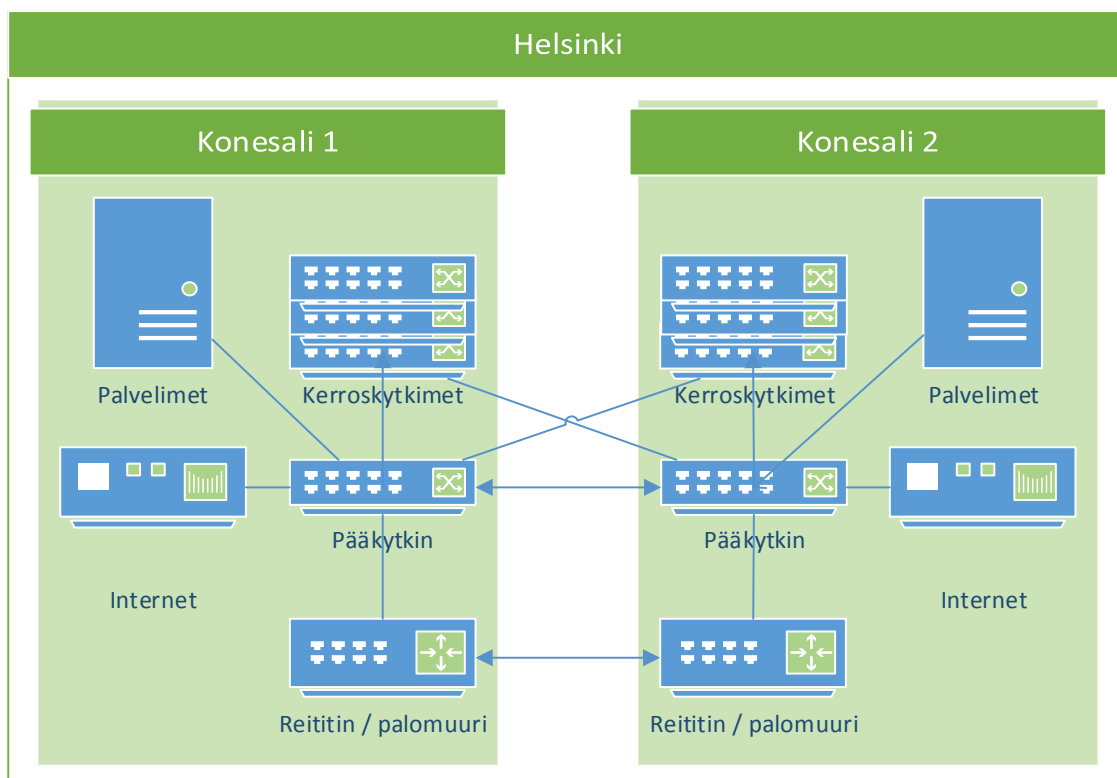 Helsinki
Konesali 1
Konesali 2
Palvelimet
Kerroskytkimet
Kerroskytkimet
Palvelimet
Pääkytkin
Pääkytkin
Internet
Internet
Reititin / palomuuri
Reititin / palomuuri